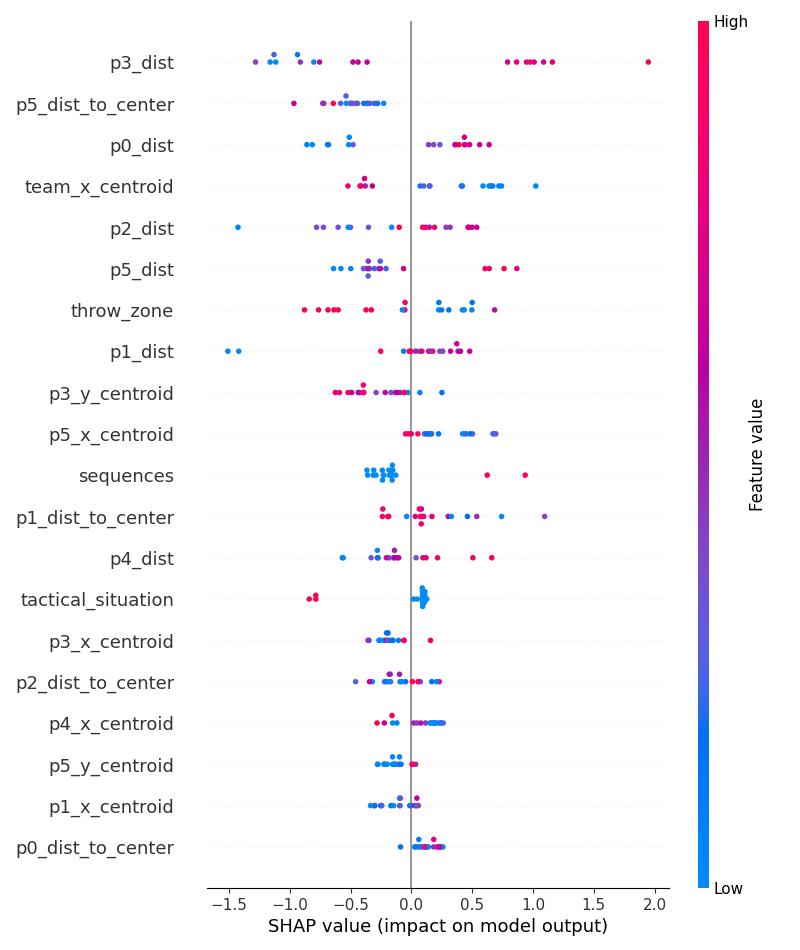 High
p3_dist
p5_dist_to_center
p0_dist
team_x_centroid
p2_dist
p5_dist
throw_zone
p1_dist
p3_y_centroid
p5_x_centroid
sequences
p1_dist_to_center
p4_dist
tactical_situation
p3_x_centroid
p2_dist_to_center
p4_x_centroid
p5_y_centroid
p1_x_centroid
p0_dist_to_center
Feature value
Low
−1.5 −1.0 −0.5 0.0 0.5 1.0 1.5 2.0
SHAP value (impact on model output)